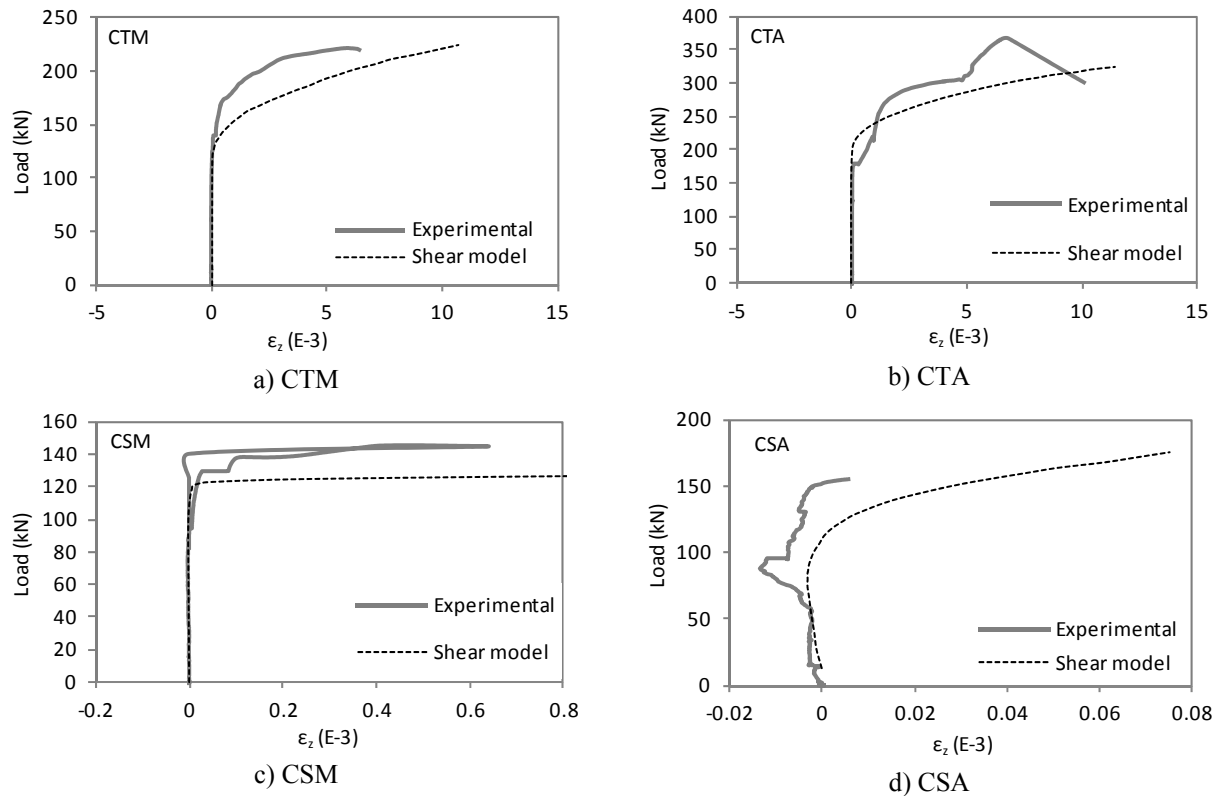 CTM
Load (kN)
250
200
150
100
50
0
-5 0 5 10 15
Experimental
Shear model
εz (E-3)
a) CTM
CTA
Load (kN)
400
350
300
250
200
150
100
50
0
-5 0 5 10 15
Experimental
Shear model
εz (E-3)
b) CTA
CSM
Load (kN)
160
140
120
100
80
60
40
20
0
-0.2 0 0.2 0.4 0.6 0.8
Experimental
Shear model
εz (E-3)
c) CSM
CSA
Load (kN)
200
150
100
50
0
-0.02 0 0.02 0.04 0.06 0.08
Experimental
Shear model
εz (E-3)
d) CSA